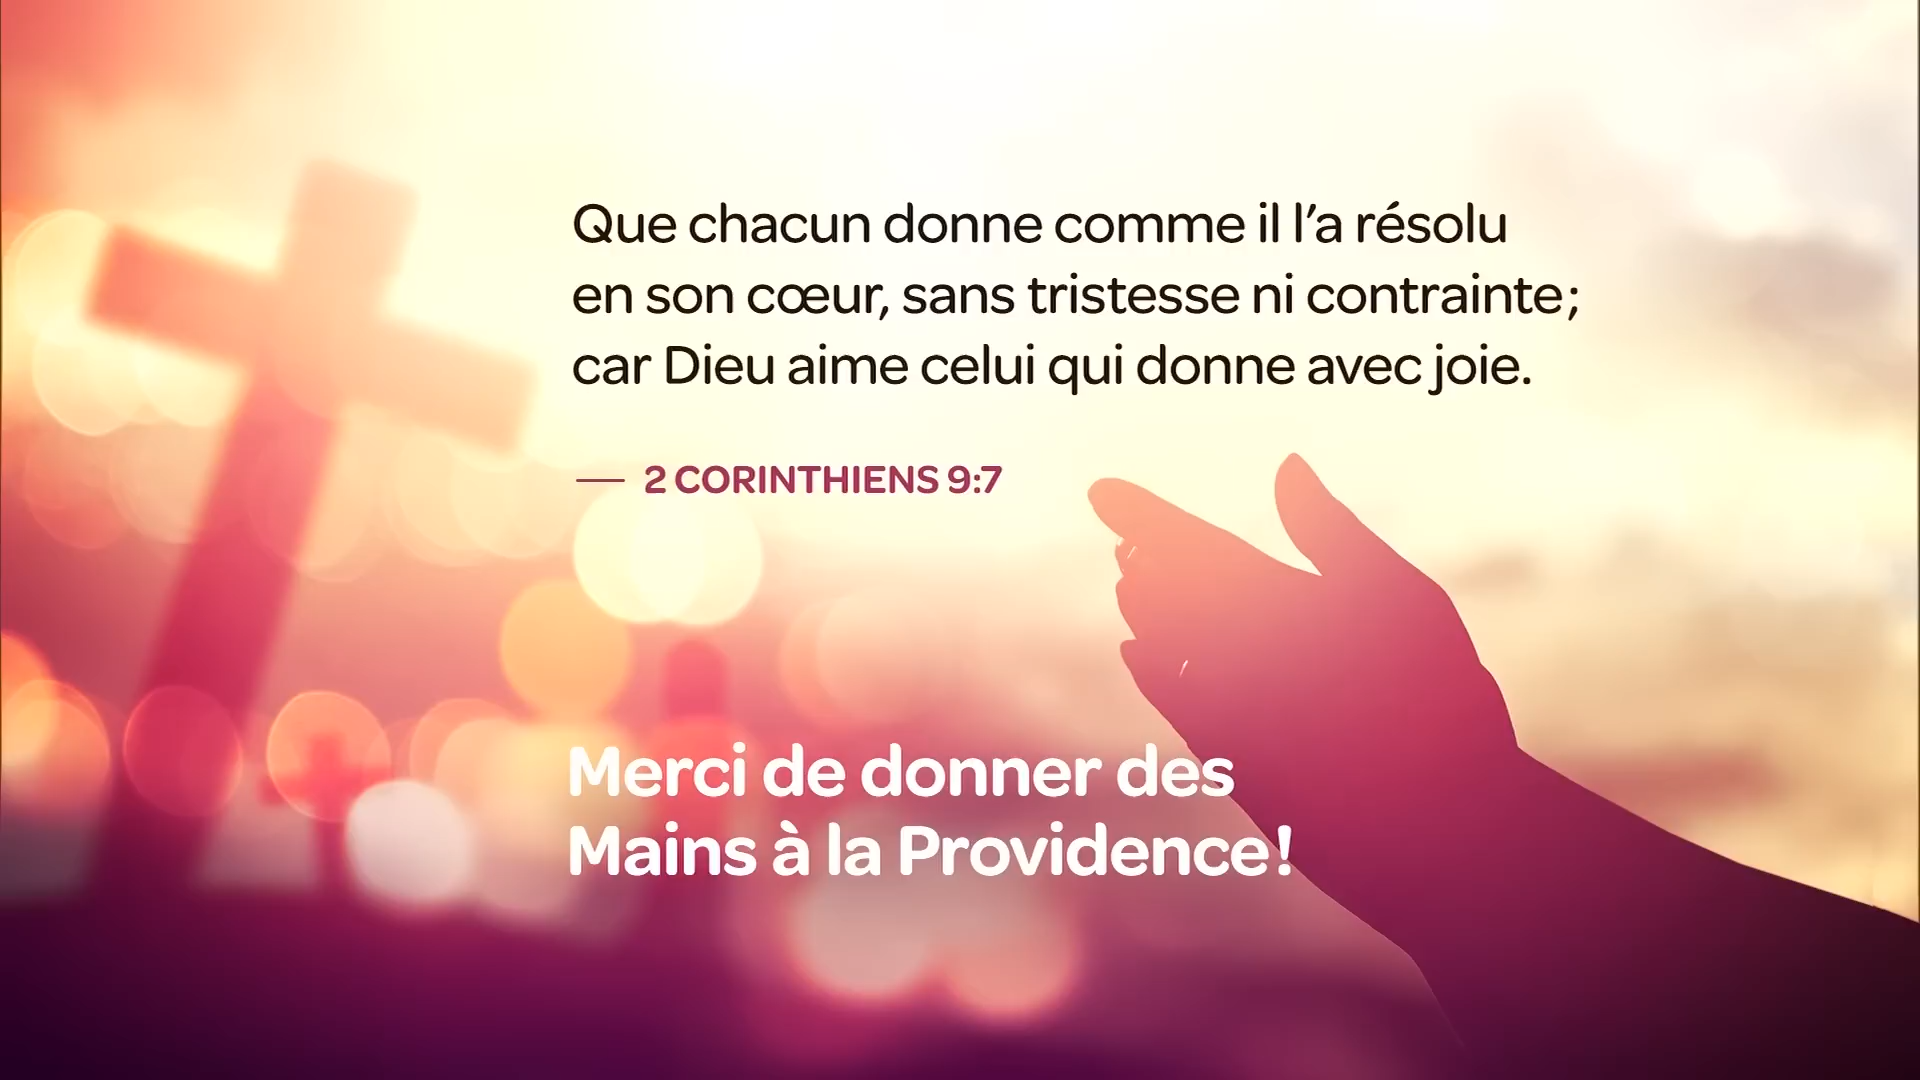 Que chacun donne comme il l’a résolu
en son cœur, sans tristesse ni contrainte;
car Dieu aime celui qui donne avec joie.
— 2 CORINTHIENS 9:7
Merci de donner des
Mains à la Providence!